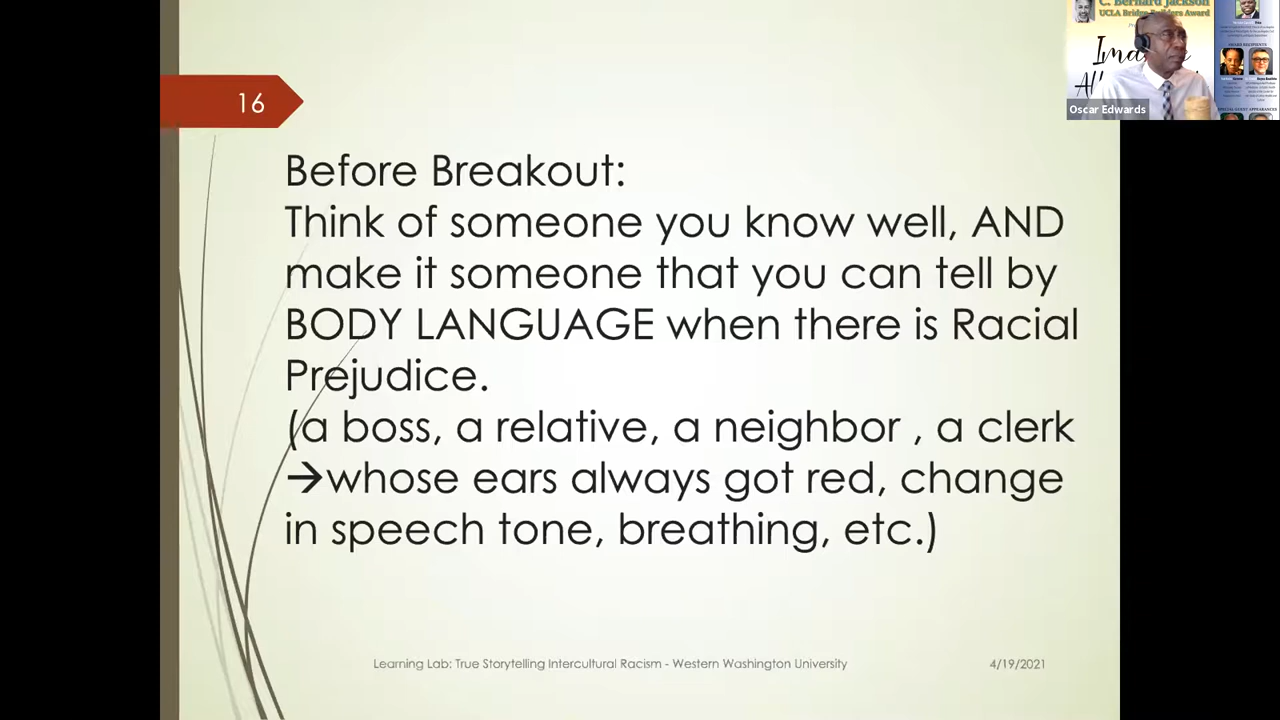 C. Bernard Jackson
UCLA Bridge Builders Award
Oscar Edwards
16
Before Breakout:
Think of someone you know well, AND
make it someone that you can tell by
BODY LANGUAGE when there is Racial
Prejudice.
(a boss, a relative, a neighbor , a clerk
→whose ears always got red, change
in speech tone, breathing, etc.)
Learning Lab: True Storytelling Intercultural Racism - Western Washington University
4/19/2021